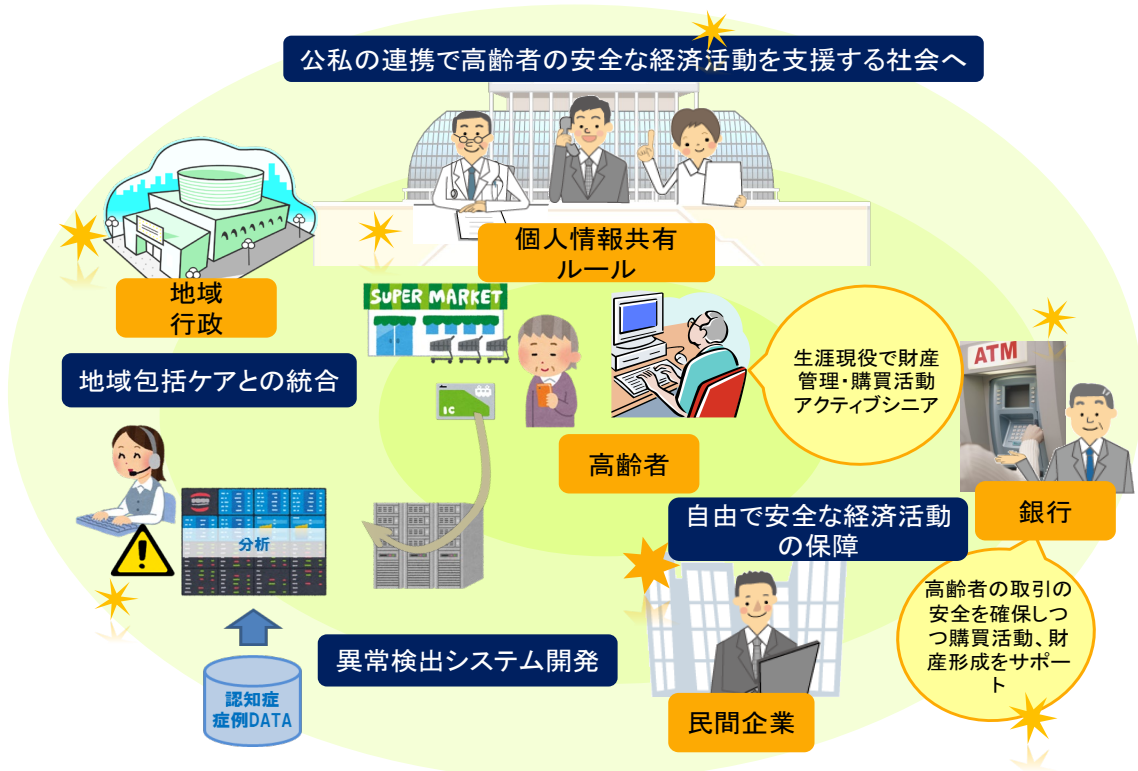 公私の連携で高齢者の安全な経済活動を支援する社会へ
個人情報共有
ルール
地域
行政
SUPER MARKET
地域包括ケアとの統合
IC
生涯現役で財産
管理・購買活動
アクティブシニア
ATM
高齢者
銀行
自由で安全な経済活動
の保障
分析
高齢者の取引の
安全を確保しつ
つ購買活動、財
産形成をサポー
ト
異常検出システム開発
認知症
症例DATA
民間企業